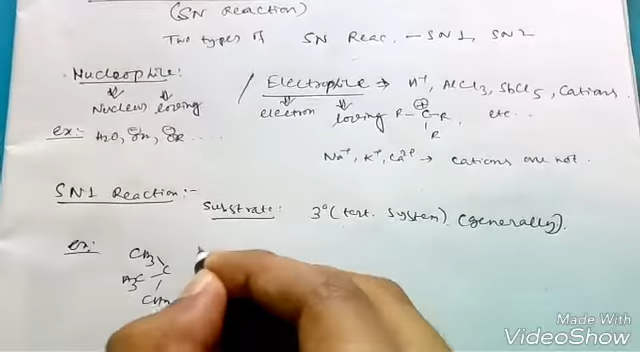 (SN Reaction)
Two types of SN Reac. - SN1, SN2
Nucleophile: / Electrophile → H⁺, AlCl3, SbCl5, Cations
Nucleus loving electron loving R-C-R etc..
⊕
R
ex:- H2O, ⊖OH, ⊖OR .....
Na⁺, K⁺, Ca²⁺ → cations are not.
SN1 Reaction:-
Substrate: 3° (tert. system) (generally).
ex:
CH3
H3C C
Made With
VideoShow